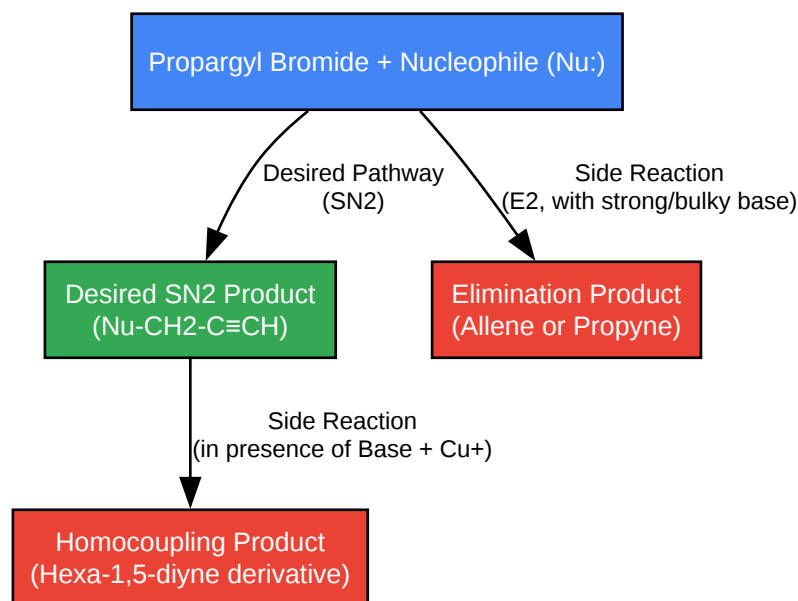 Propargyl Bromide + Nucleophile (Nu:)
Desired Pathway
(SN2)
Side Reaction
(E2, with strong/bulky base)
Desired SN2 Product
(Nu-CH2-C≡CH)
Elimination Product
(Allene or Propyne)
Side Reaction
(in presence of Base + Cu+)
Homocoupling Product
(Hexa-1,5-diyne derivative)